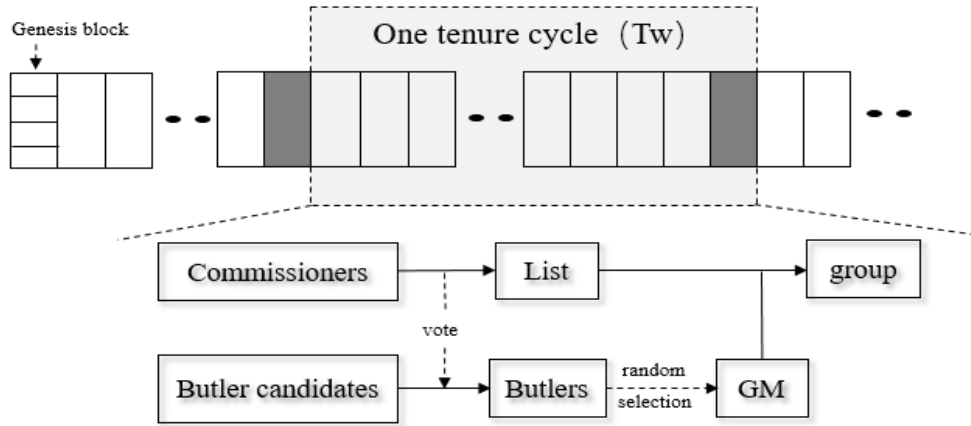 Genesis block
One tenure cycle（Tw）
Commissioners
List
group
vote
Butler candidates
Butlers
random
selection
GM